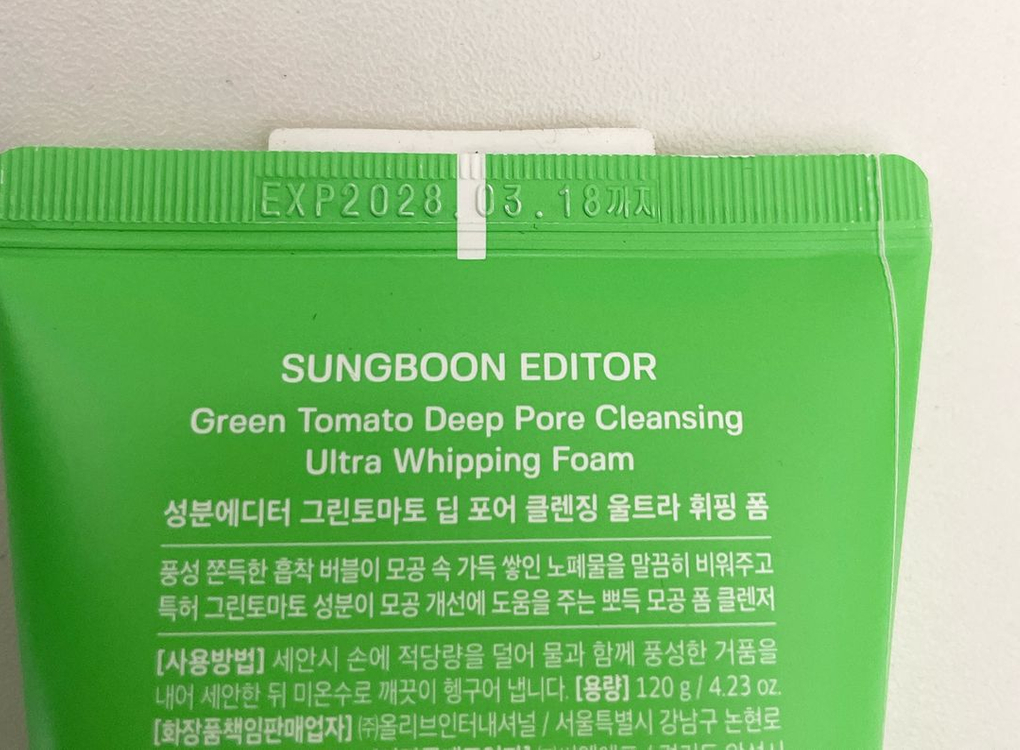 EXP2028.03.18까지
SUNGBOON EDITOR
Green Tomato Deep Pore Cleansing
Ultra Whipping Foam
성분에디터 그린토마토 딥 포어 클렌징 울트라 휘핑 폼
풍성 쫀득한 흡착 버블이 모공 속 가득 쌓인 노폐물을 말끔히 비워주고
특허 그린토마토 성분이 모공 개선에 도움을 주는 뽀득 모공 폼 클렌저
[사용방법] 세안시 손에 적당량을 덜어 물과 함께 풍성한 거품을
내어 세안한 뒤 미온수로 깨끗이 헹구어 냅니다. [용량] 120 g / 4.23 oz.
[화장품책임판매업자] ㈜올리브인터내셔널 / 서울특별시 강남구 논현로